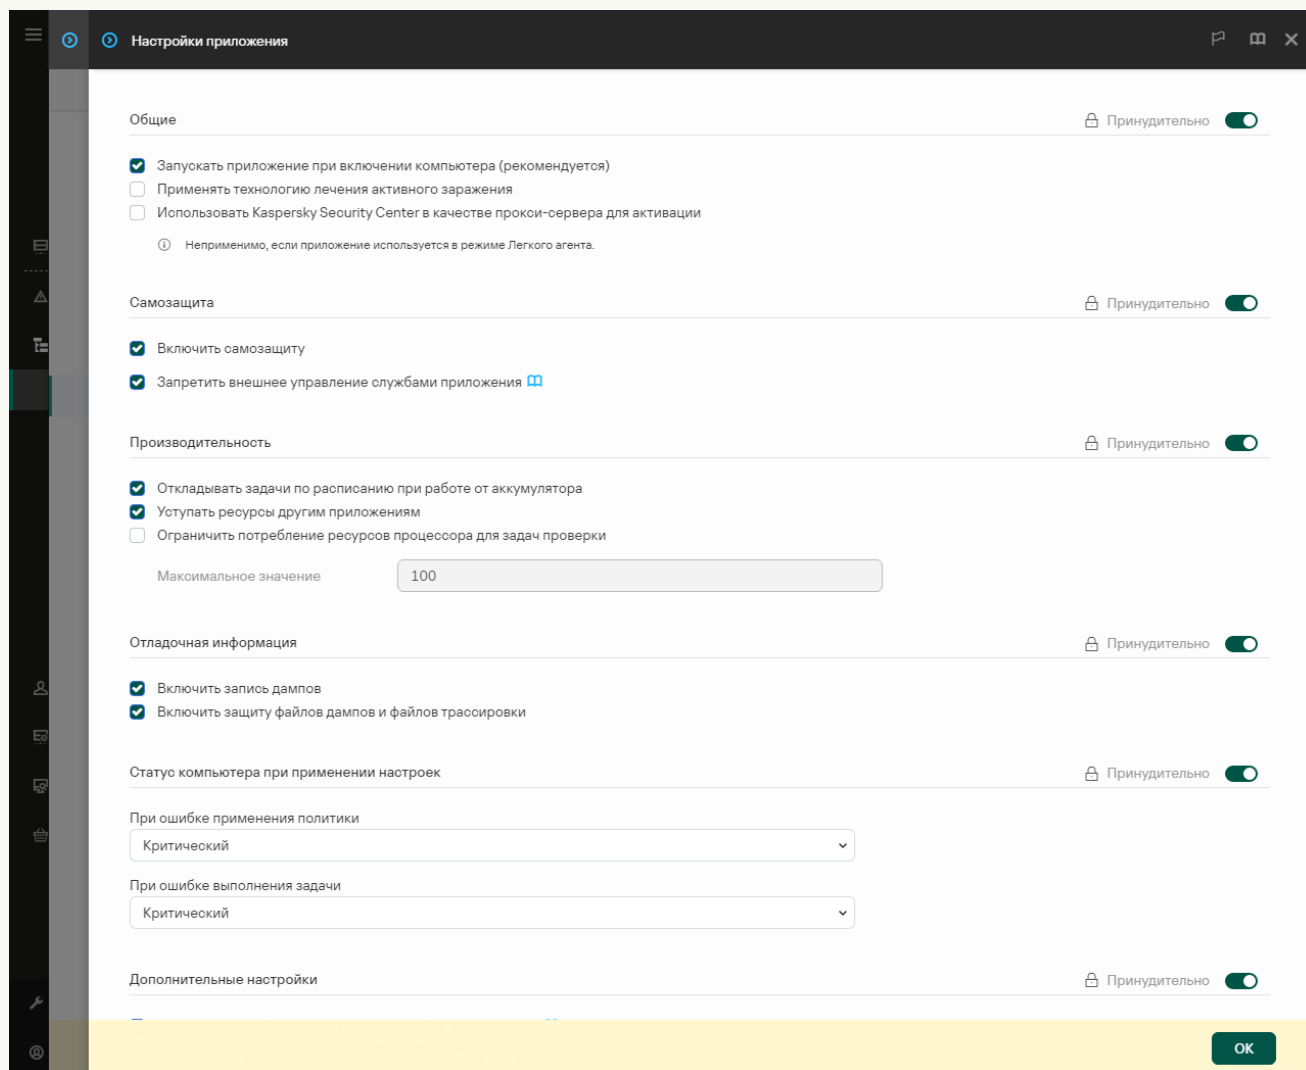 Настройки приложения
Общие
Принудительно
Запускать приложение при включении компьютера (рекомендуется)
Применять технологию лечения активного заражения
Использовать Kaspersky Security Center в качестве прокси-сервера для активации
Неприменимо, если приложение используется в режиме Легкого агента.
Самозащита
Принудительно
Включить самозащиту
Запретить внешнее управление службами приложения
Производительность
Принудительно
Откладывать задачи по расписанию при работе от аккумулятора
Уступать ресурсы другим приложениям
Ограничить потребление ресурсов процессора для задач проверки
Максимальное значение
100
Отладочная информация
Принудительно
Включить запись дампов
Включить защиту файлов дампов и файлов трассировки
Статус компьютера при применении настроек
Принудительно
При ошибке применения политики
Критический
При ошибке выполнения задачи
Критический
Дополнительные настройки
Принудительно
OK